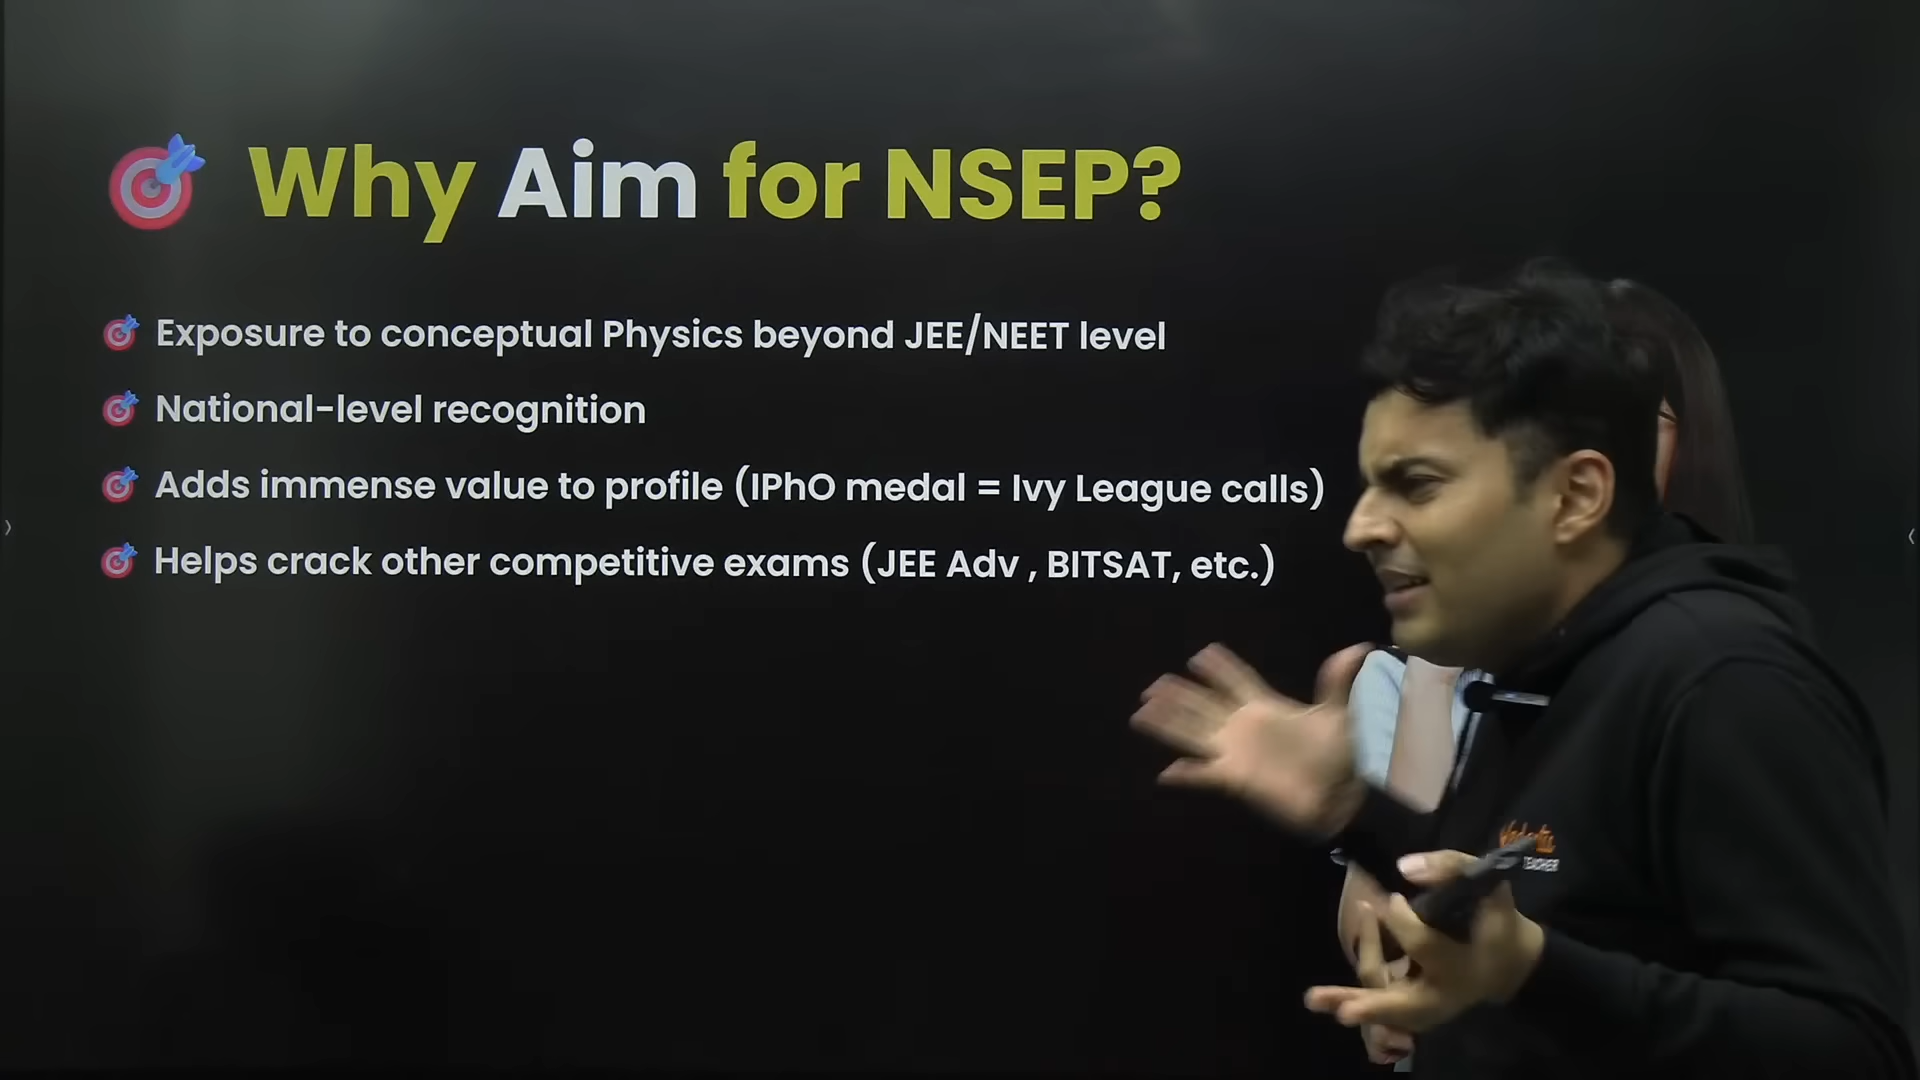 Why Aim for NSEP?
Exposure to conceptual Physics beyond JEE/NEET level
National-level recognition
Adds immense value to profile (IPhO medal = Ivy League calls)
Helps crack other competitive exams (JEE Adv , BITSAT, etc.)
TEACHER